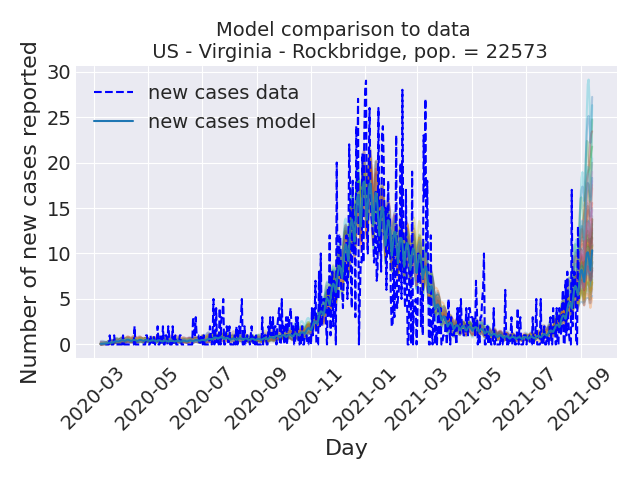 Model comparison to data
US - Virginia - Rockbridge, pop. = 22573
Number of new cases reported
30
25
20
15
10
5
0
new cases data
new cases model
2020-03
2020-05
2020-07
2020-09
2020-11
2021-01
2021-03
2021-05
2021-07
2021-09
Day